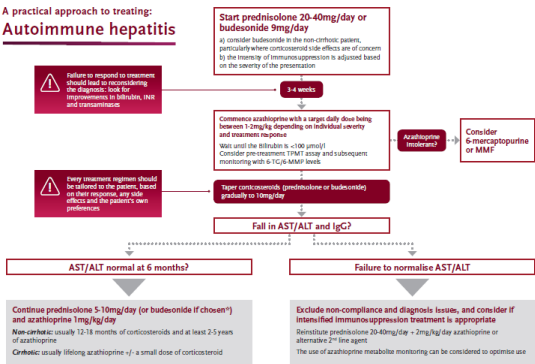 A practical approach to treating:
Autoimmune hepatitis
Start prednisolone 20-40mg/day or
budesonide 9mg/day
a) consider budesonide in the non-cirrhotic patient,
particularly where corticosteroid side effects are of concern
b) the intensity of immunosuppression is adjusted based
on the severity of the presentation
Failure to respond to treatment
should lead to reconsidering
the diagnosis: look for
improvements in bilirubin, INR
and transaminases
3-4 weeks
Commence azathioprine with a target daily dose being
between 1-2mg/kg depending on individual severity
and treatment response
Wait until the Bilirubin is <100 µmol/l
Consider pre-treatment TPMT assay and subsequent
monitoring with 6-TG/6-MMP levels
Azathioprine
intolerant?
Consider
6-mercaptopurine
or MMF
Every treatment regimen should
be tailored to the patient, based
on their response, any side
effects and the patient's own
preferences
Taper corticosteroids (prednisolone or budesonide)
gradually to 10mg/day
Fall in AST/ALT and IgG?
AST/ALT normal at 6 months?
Failure to normalise AST/ALT
Continue prednisolone 5-10mg/day (or budesonide if chosen*)
and azathioprine 1mg/kg/day
Non-cirrhotic: usually 12-18 months of corticosteroids and at least 2-5 years
of azathioprine
Cirrhotic: usually lifelong azathioprine +/- a small dose of corticosteroid
Exclude non-compliance and diagnosis issues, and consider if
intensified immunosuppression treatment is appropriate
Reinstitute prednisolone 20-40mg/day + 2mg/kg/day azathioprine or
alternative 2nd line agent
The use of azathioprine metabolite monitoring can be considered to optimise use